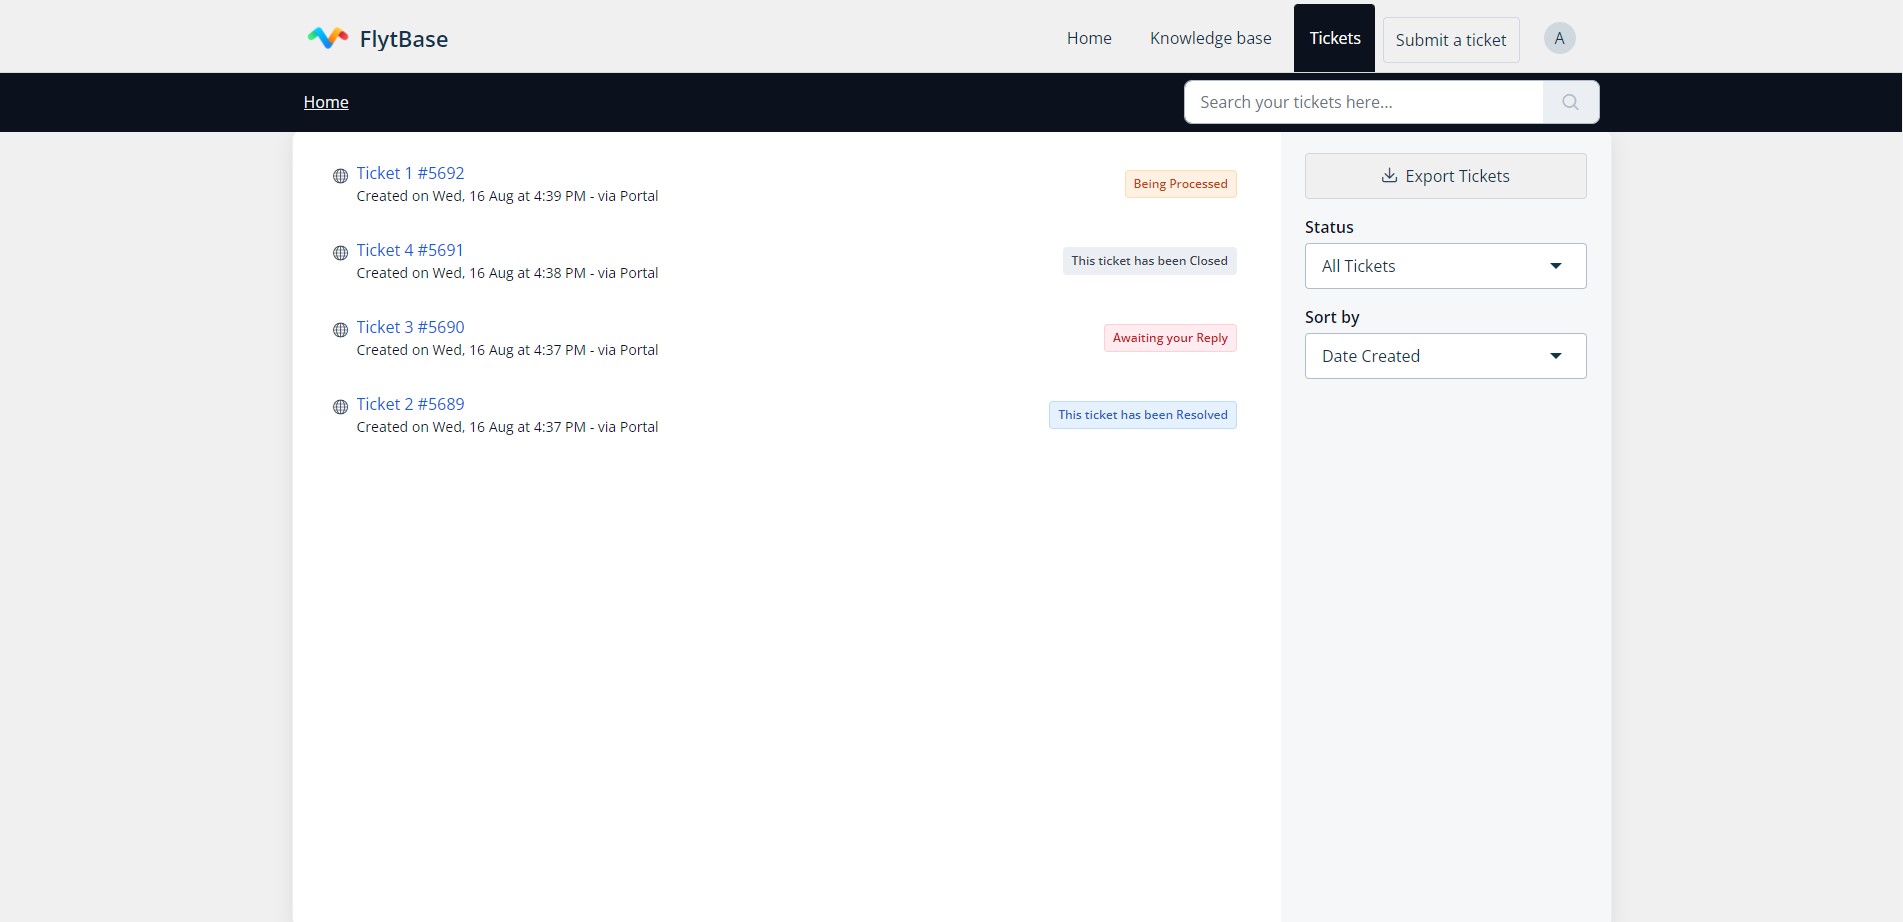 FlytBase
Home
Knowledge base
Tickets
Submit a ticket
A
Home
Search your tickets here...
Ticket 1 #5692
Created on Wed, 16 Aug at 4:39 PM - via Portal
Being Processed
Ticket 4 #5691
Created on Wed, 16 Aug at 4:38 PM - via Portal
This ticket has been Closed
Ticket 3 #5690
Created on Wed, 16 Aug at 4:37 PM - via Portal
Awaiting your Reply
Ticket 2 #5689
Created on Wed, 16 Aug at 4:37 PM - via Portal
This ticket has been Resolved
Export Tickets
Status
All Tickets
Sort by
Date Created